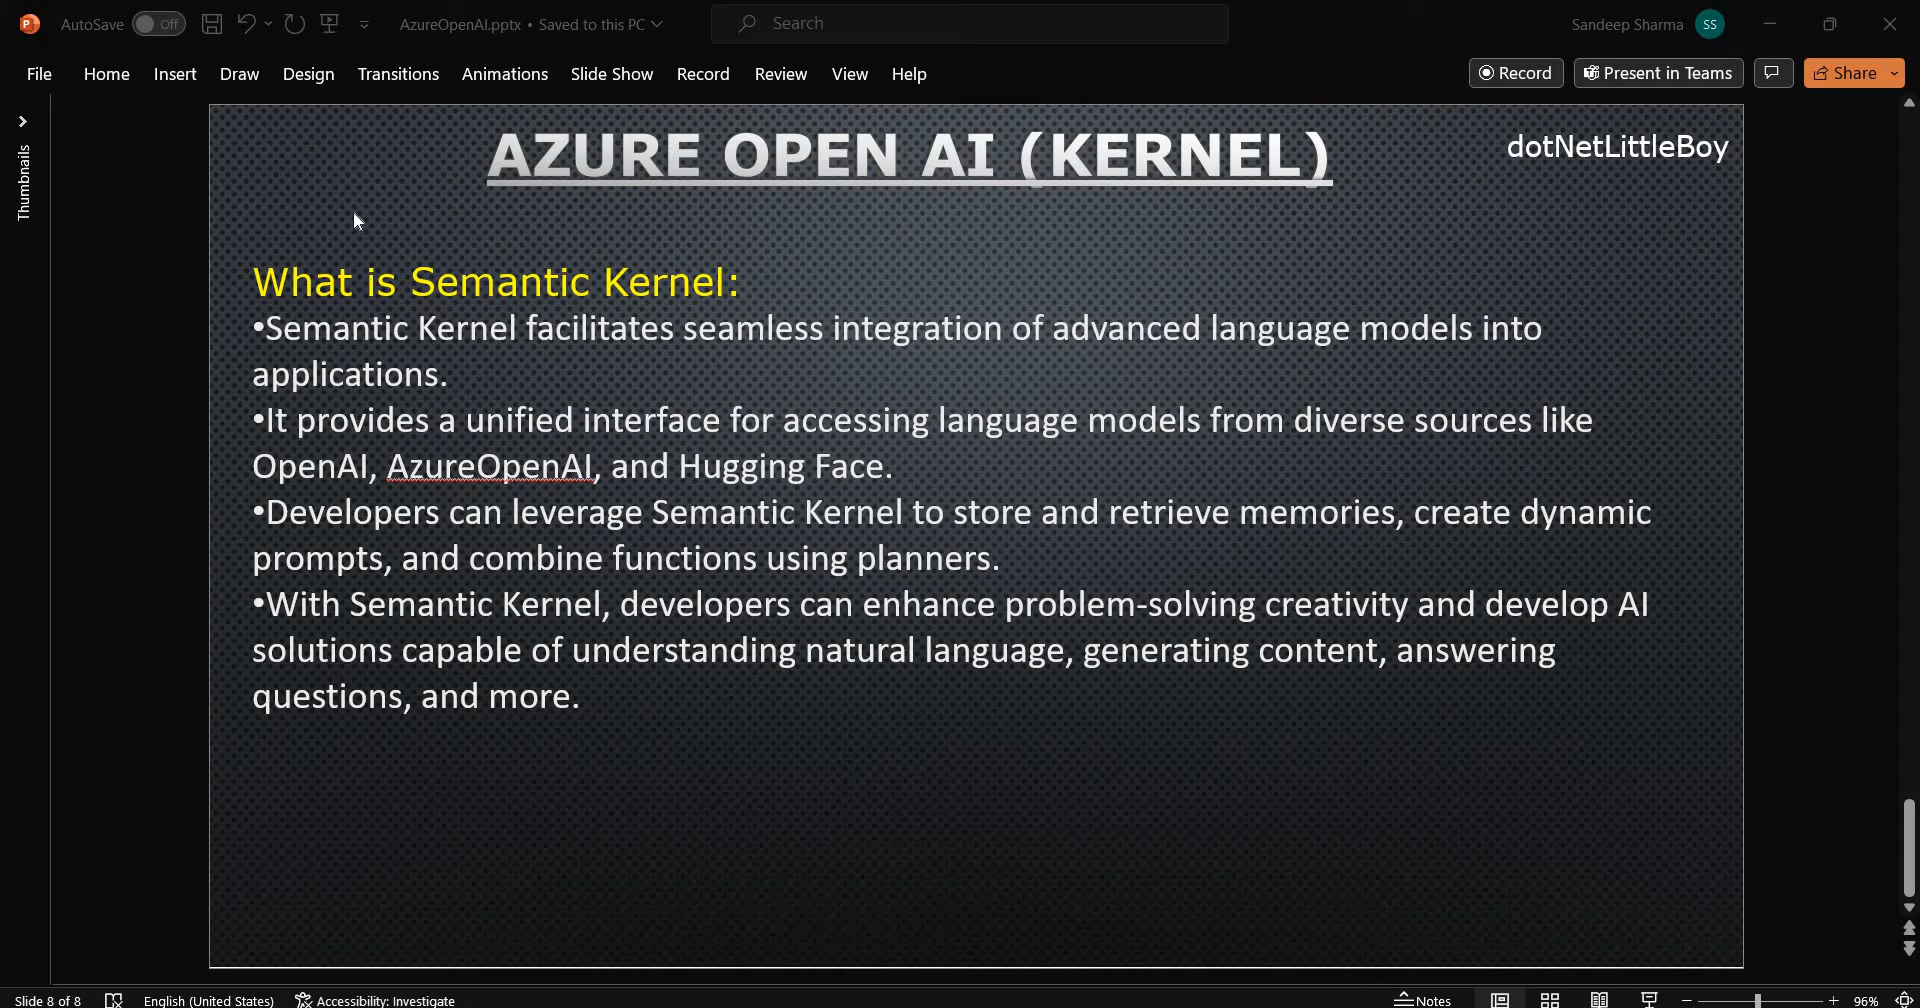 AutoSave Off AzureOpenAI.pptx • Saved to this PC Search Sandeep Sharma SS
File Home Insert Draw Design Transitions Animations Slide Show Record Review View Help Record Present in Teams Share
Thumbnails
AZURE OPEN AI (KERNEL)
dotNetLittleBoy
What is Semantic Kernel:
•Semantic Kernel facilitates seamless integration of advanced language models into
applications.
•It provides a unified interface for accessing language models from diverse sources like
OpenAI, AzureOpenAI, and Hugging Face.
•Developers can leverage Semantic Kernel to store and retrieve memories, create dynamic
prompts, and combine functions using planners.
•With Semantic Kernel, developers can enhance problem-solving creativity and develop AI
solutions capable of understanding natural language, generating content, answering
questions, and more.
Slide 8 of 8 English (United States) Accessibility: Investigate Notes 96%